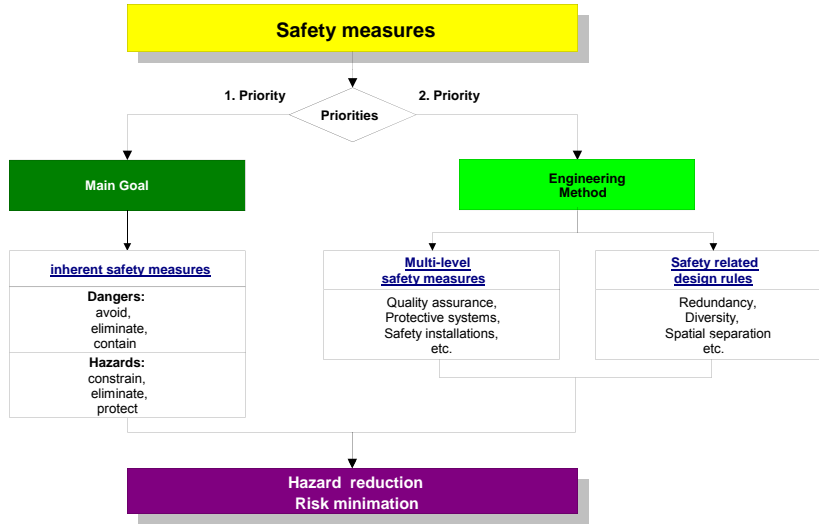 Safety measures
1. Priority
2. Priority
Priorities
Main Goal
Engineering
Method
inherent safety measures
Dangers:
avoid,
eliminate,
contain
Hazards:
constrain,
eliminate,
protect
Multi-level
safety measures
Quality assurance,
Protective systems,
Safety installations,
etc.
Safety related
design rules
Redundancy,
Diversity,
Spatial separation
etc.
Hazard reduction
Risk minimation